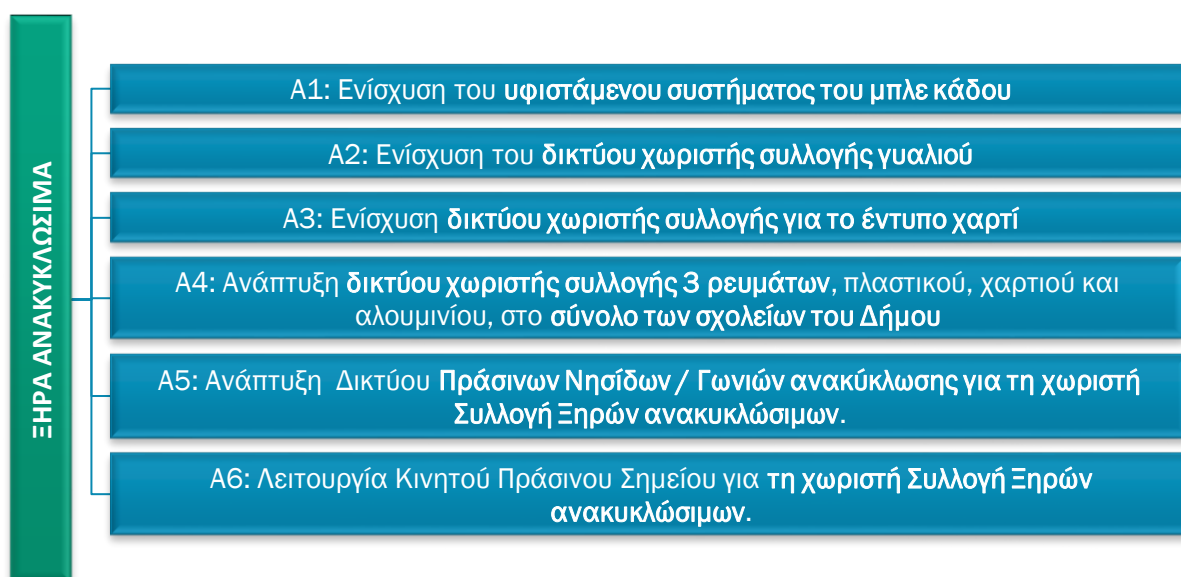 ΞΗΡΑ ΑΝΑΚΥΚΛΩΣΙΜΑ
Α1: Ενίσχυση του υφιστάμενου συστήματος του μπλε κάδου
Α2: Ενίσχυση του δικτύου χωριστής συλλογής γυαλιού
Α3: Ενίσχυση δικτύου χωριστής συλλογής για το έντυπο χαρτί
Α4: Ανάπτυξη δικτύου χωριστής συλλογής 3 ρευμάτων, πλαστικού, χαρτιού και
αλουμινίου, στο σύνολο των σχολείων του Δήμου
Α5: Ανάπτυξη Δικτύου Πράσινων Νησίδων / Γωνιών ανακύκλωσης για τη χωριστή
Συλλογή Ξηρών ανακυκλώσιμων.
Α6: Λειτουργία Κινητού Πράσινου Σημείου για τη χωριστή Συλλογή Ξηρών
ανακυκλώσιμων.